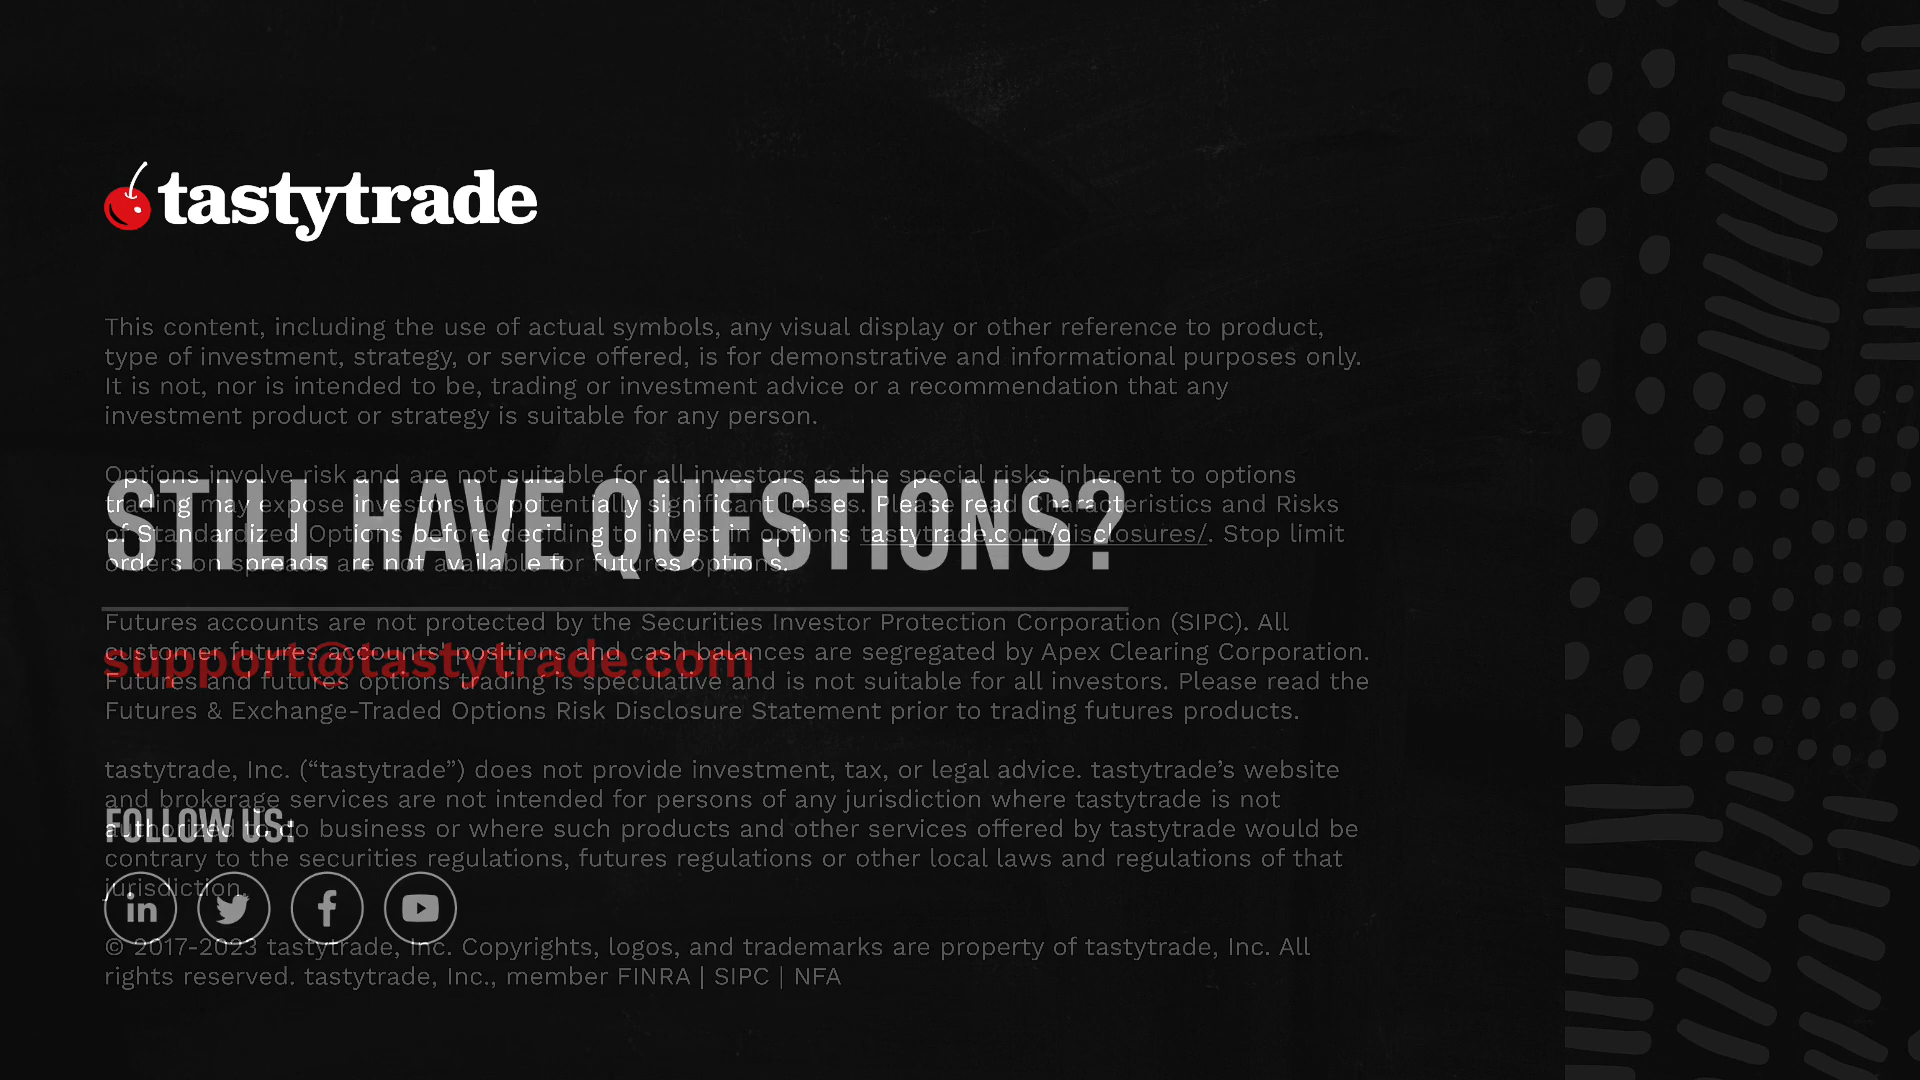 tastytrade
This content, including the use of actual symbols, any visual display or other reference to product,
type of investment, strategy, or service offered, is for demonstrative and informational purposes only.
It is not, nor is intended to be, trading or investment advice or a recommendation that any
investment product or strategy is suitable for any person.
Options involve risk and are not suitable for all investors as the special risks inherent to options
trading may expose investors to potentially significant losses. Please read Characteristics and Risks
of Standardized Options before deciding to invest in options tastytrade.com/disclosures/. Stop limit
orders on spreads are not available for futures options.
STILL HAVE QUESTIONS?
Futures accounts are not protected by the Securities Investor Protection Corporation (SIPC). All
customer futures accounts' positions and cash balances are segregated by Apex Clearing Corporation.
Futures and futures options trading is speculative and is not suitable for all investors. Please read the
Futures & Exchange-Traded Options Risk Disclosure Statement prior to trading futures products.
support@tastytrade.com
tastytrade, Inc. (“tastytrade”) does not provide investment, tax, or legal advice. tastytrade’s website
and brokerage services are not intended for persons of any jurisdiction where tastytrade is not
authorized to do business or where such products and other services offered by tastytrade would be
contrary to the securities regulations, futures regulations or other local laws and regulations of that
jurisdiction.
FOLLOW US:
in
© 2017-2023 tastytrade, Inc. Copyrights, logos, and trademarks are property of tastytrade, Inc. All
rights reserved. tastytrade, Inc., member FINRA | SIPC | NFA